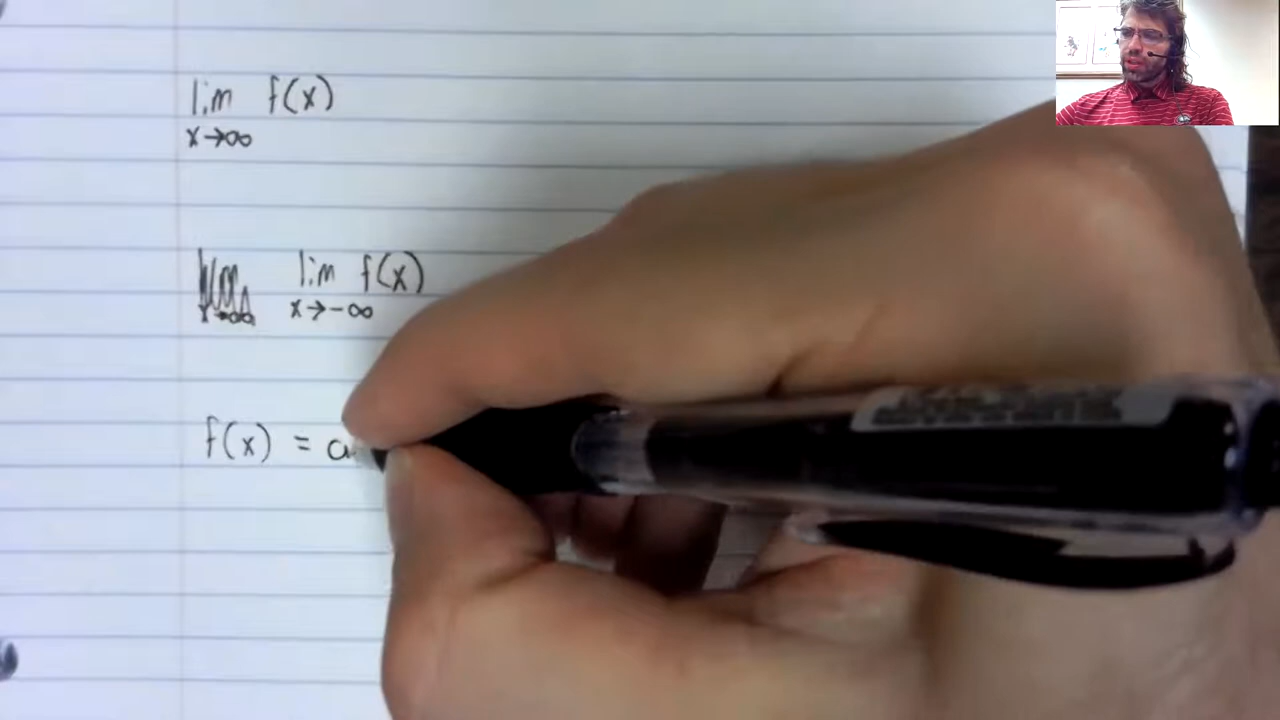 lim f(x)
x→∞
lim f(x)
x→-∞
f(x) = a